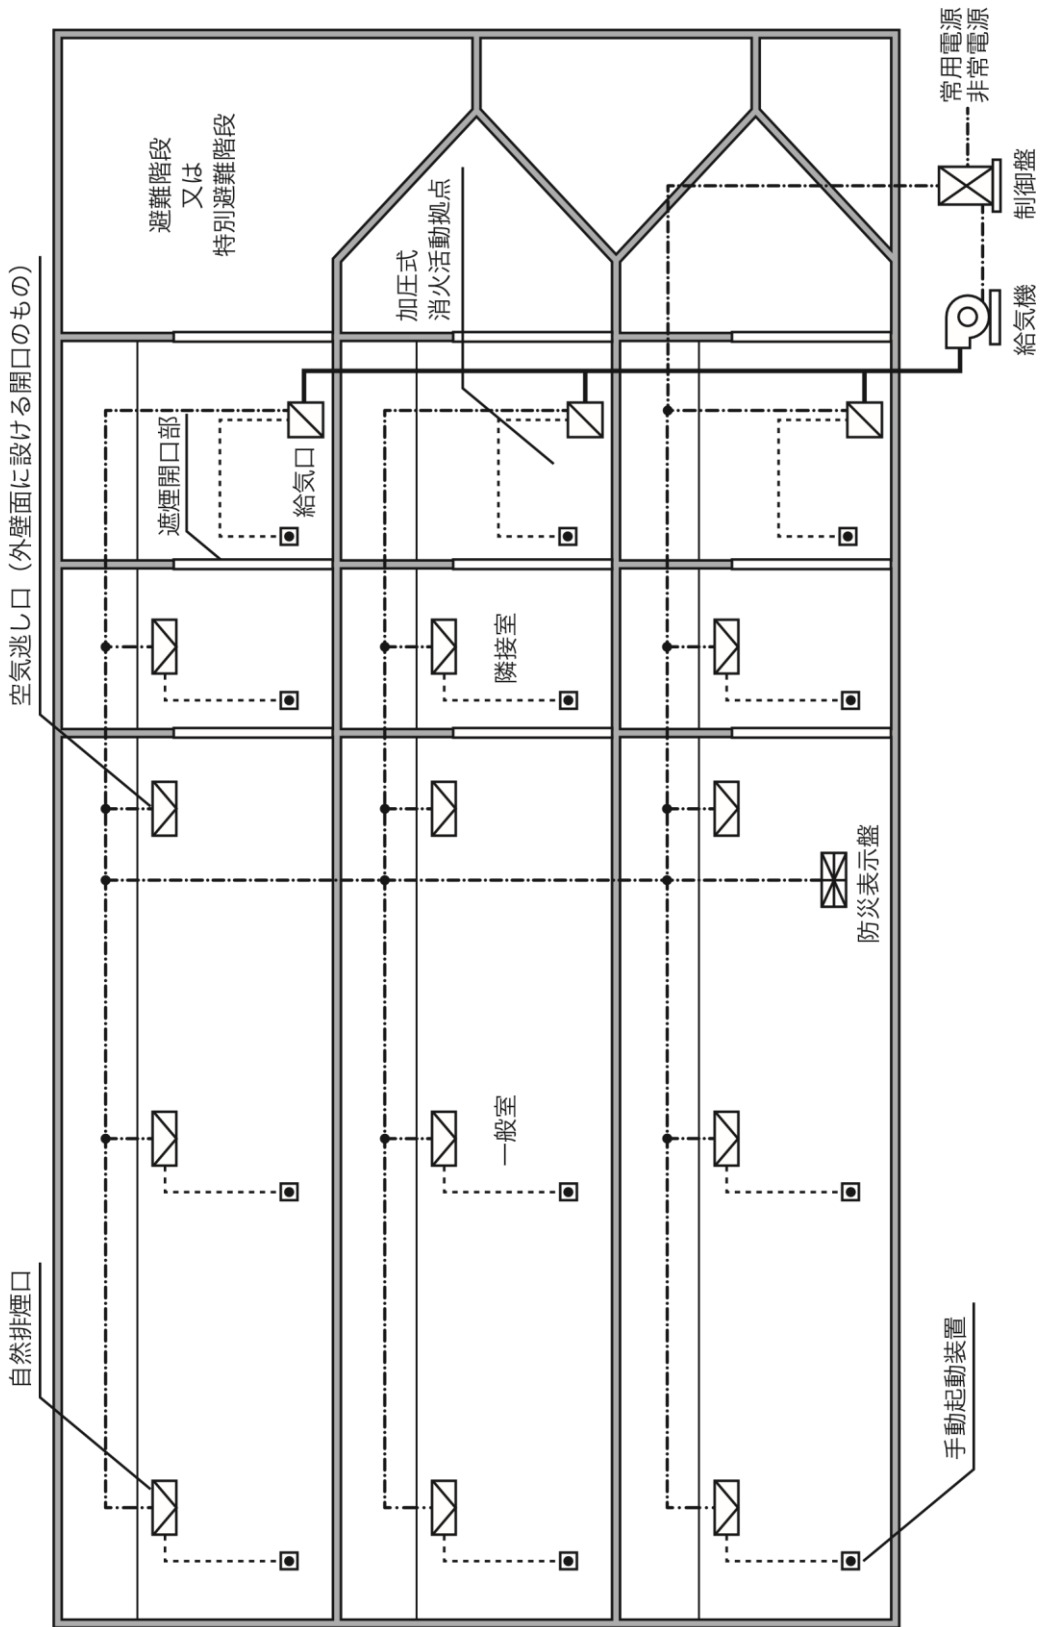 空気逃し口（外壁面に設ける開口のもの）
自然排煙口
避難階段
又は
特別避難階段
遮煙開口部
給気口
加圧式
消火活動拠点
隣接室
一般室
防災表示盤
手動起動装置
常用電源
非常電源
制御盤
給気機